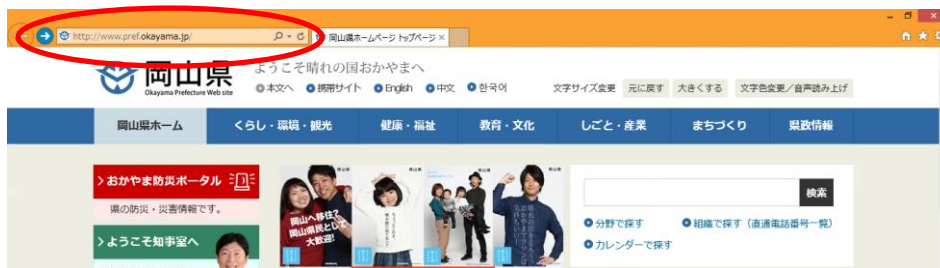 http://www.pref.okayama.jp/
岡山県ホームページ トップページ ×
岡山県
Okayama Prefecture Web site
ようこそ晴れの国おかやまへ
本文へ 携帯サイト English 中文 한국어
文字サイズ変更 元に戻す 大きくする 文字色変更/音声読み上げ
岡山県ホーム くらし・環境・観光 健康・福祉 教育・文化 しごと・産業 まちづくり 県政情報
>おかやま防災ポータル
県の防災・災害情報です。
>ようこそ知事室へ
岡山へ移住?
岡山県民として
大歓迎!
検索
分野で探す 組織で探す(直通電話番号一覧)
カレンダーで探す